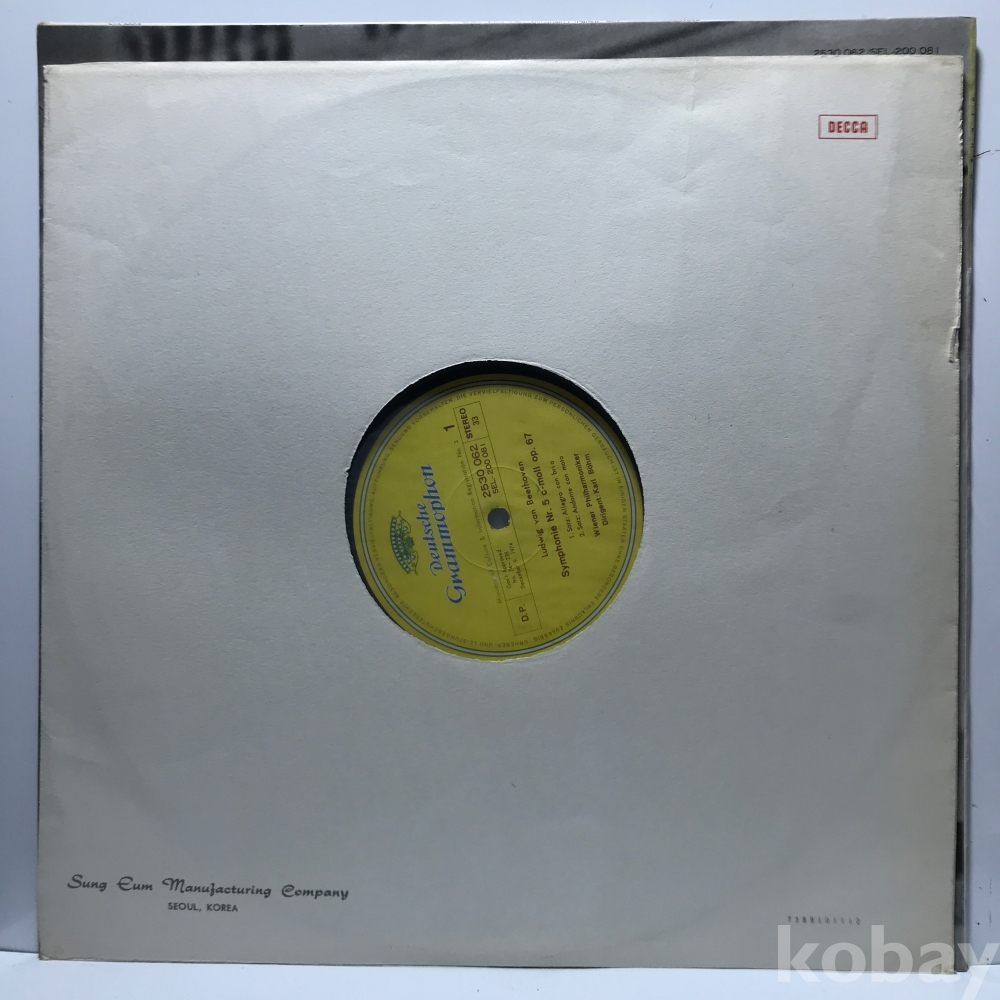 2530 062 SEL-200 081
DECCA
Deutsche
Grammophon
1
STEREO
33
2530 062
SEL-200 081
D.P.
Ludwig van Beethoven
Symphonie Nr. 5 c-moll op. 67
1. Satz: Allegro con brio
2. Satz: Andante con moto
Wiener Philharmoniker
Dirigent: Karl Böhm
Sung Eum Manufacturing Company
SEOUL, KOREA
kobay